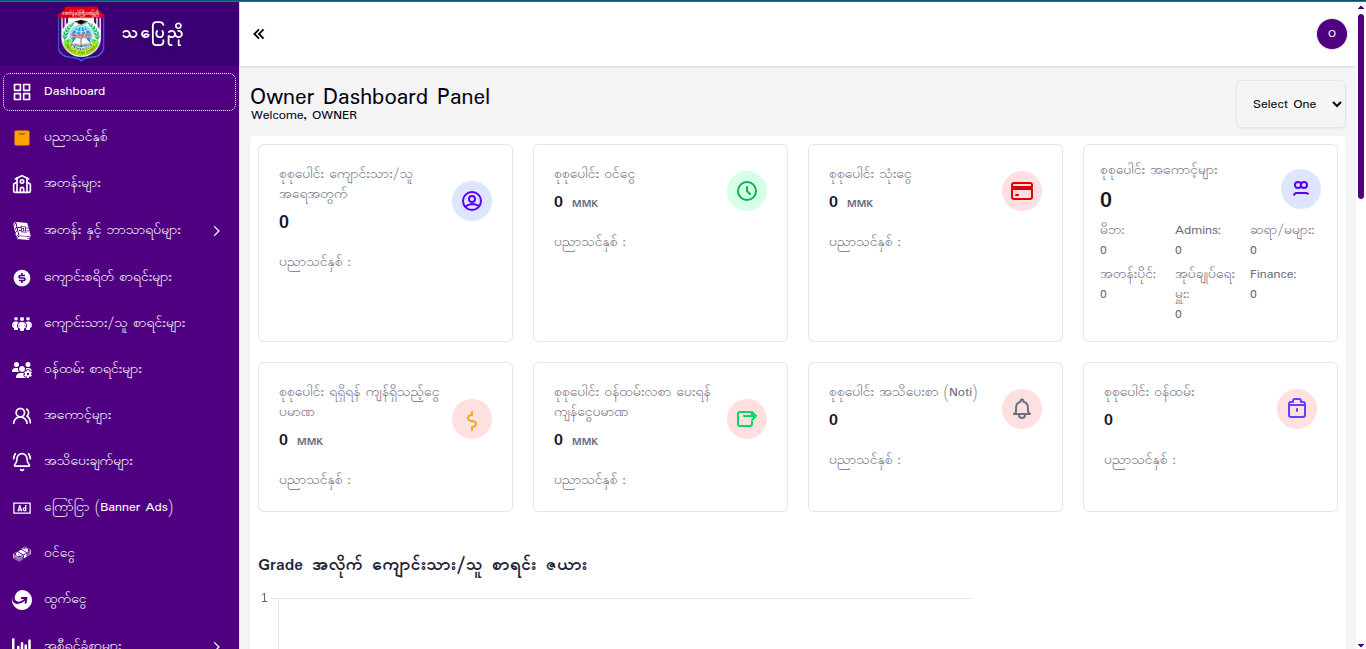 သပြေညို
Dashboard
ပညာသင်နှစ်
အတန်းများ
အတန်း နှင့် ဘာသာရပ်များ
ကျောင်းစရိတ် စာရင်းများ
ကျောင်းသား/သူ စာရင်းများ
ဝန်ထမ်း စာရင်းများ
အကောင့်များ
အသိပေးချက်များ
Ad
ကြော်ငြာ (Banner Ads)
ဝင်ငွေ
ထွက်ငွေ
အစီရင်ခံစာများ
O
Owner Dashboard Panel
Welcome, OWNER
Select One
စုစုပေါင်း ကျောင်းသား/သူ
အရေအတွက်
0
ပညာသင်နှစ် :
စုစုပေါင်း ဝင်ငွေ
0 MMK
ပညာသင်နှစ် :
စုစုပေါင်း သုံးငွေ
0 MMK
ပညာသင်နှစ် :
စုစုပေါင်း အကောင့်များ
0
မိဘ:
0
Admins:
0
ဆရာ/မများ:
0
အတန်းပိုင်:
0
အုပ်ချုပ်ရေး
မှူး:
0
Finance:
0
စုစုပေါင်း ရရှိရန် ကျန်ရှိသည့်ငွေ
ပမာဏ
0 MMK
ပညာသင်နှစ် :
စုစုပေါင်း ဝန်ထမ်းလစာ ပေးရန်
ကျန်ငွေပမာဏ
0 MMK
ပညာသင်နှစ် :
စုစုပေါင်း အသိပေးစာ (Noti)
0
ပညာသင်နှစ် :
စုစုပေါင်း ဝန်ထမ်း
0
ပညာသင်နှစ် :
Grade အလိုက် ကျောင်းသား/သူ စာရင်း ဇယား
1